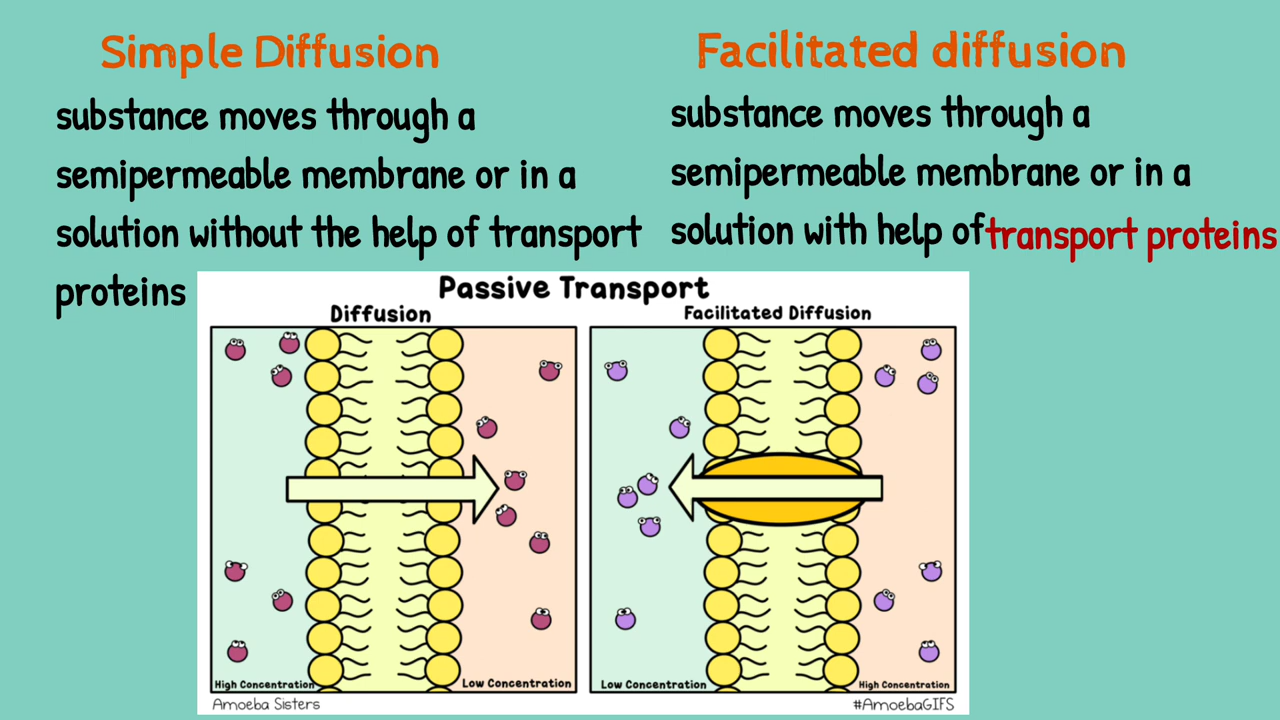 Simple Diffusion
substance moves through a
semipermeable membrane or in a
solution without the help of transport
proteins
Facilitated diffusion
substance moves through a
semipermeable membrane or in a
solution with help of transport proteins
Passive Transport
Diffusion
Facilitated Diffusion
High Concentration
Low Concentration
Low Concentration
High Concentration
Amoeba Sisters
#AmoebaGIFS